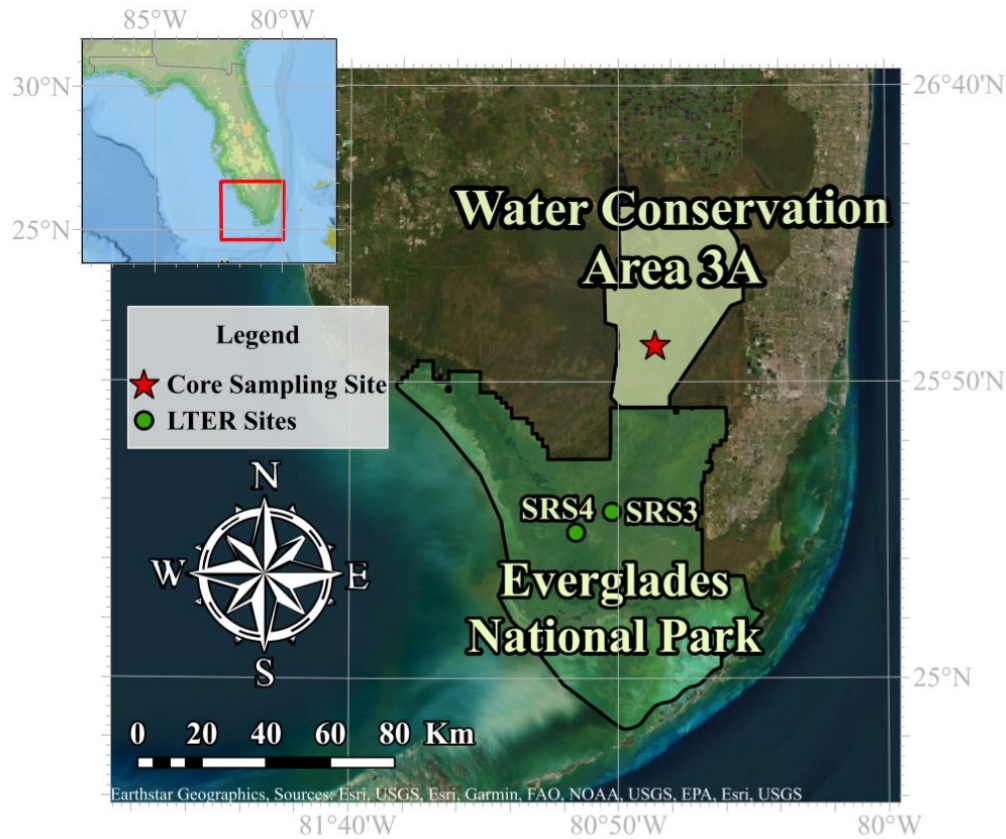 85°W 80°W
30°N
25°N
26°40'N
Water Conservation
Area 3A
Legend
Core Sampling Site
LTER Sites
25°50'N
SRS4 SRS3
N
W E
S
Everglades
National Park
25°N
0 20 40 60 80 Km
Earthstar Geographics, Sources: Esri, USGS, Esri, Garmin, FAO, NOAA, USGS, EPA, Esri, USGS
81°40'W 80°50'W 80°W